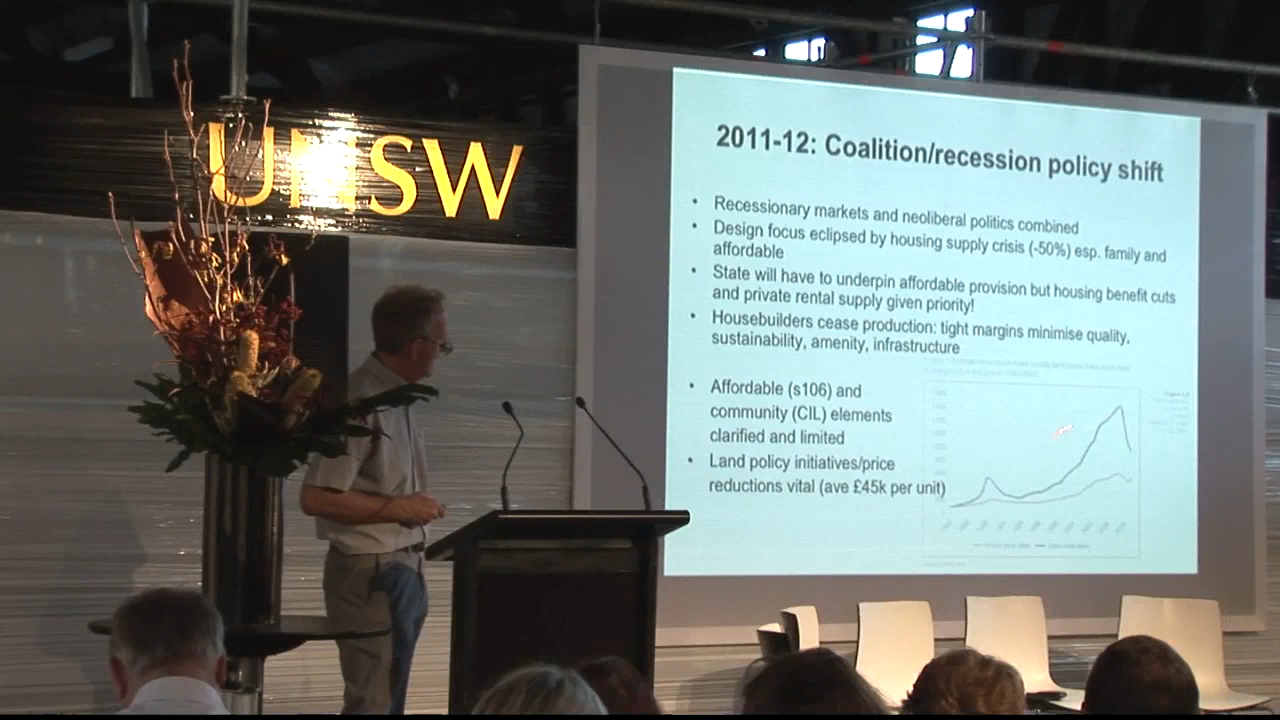 UNSW
2011-12: Coalition/recession policy shift
• Recessionary markets and neoliberal politics combined
• Design focus eclipsed by housing supply crisis (-50%) esp. family and
affordable
• State will have to underpin affordable provision but housing benefit cuts
and private rental supply given priority!
• Housebuilders cease production: tight margins minimise quality,
sustainability, amenity, infrastructure
• Affordable (s106) and
community (CIL) elements
clarified and limited
• Land policy initiatives/price
reductions vital (ave £45k per unit)